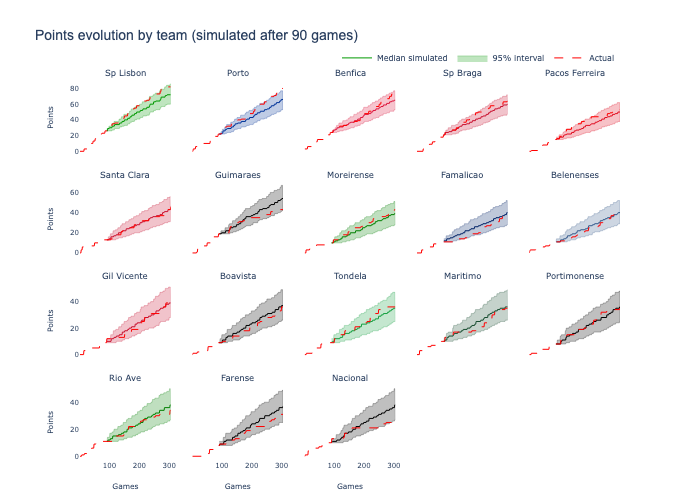 Points evolution by team (simulated after 90 games)
Median simulated 95% interval Actual
Sp Lisbon Porto Benfica Sp Braga Pacos Ferreira
80
60
40
20
0
Points
Santa Clara Guimaraes Moreirense Famalicao Belenenses
60
40
20
0
Points
Gil Vicente Boavista Tondela Maritimo Portimonense
40
20
0
Points
Rio Ave Farense Nacional
40
20
0
Points
100 200 300 100 200 300 100 200 300
Games Games Games